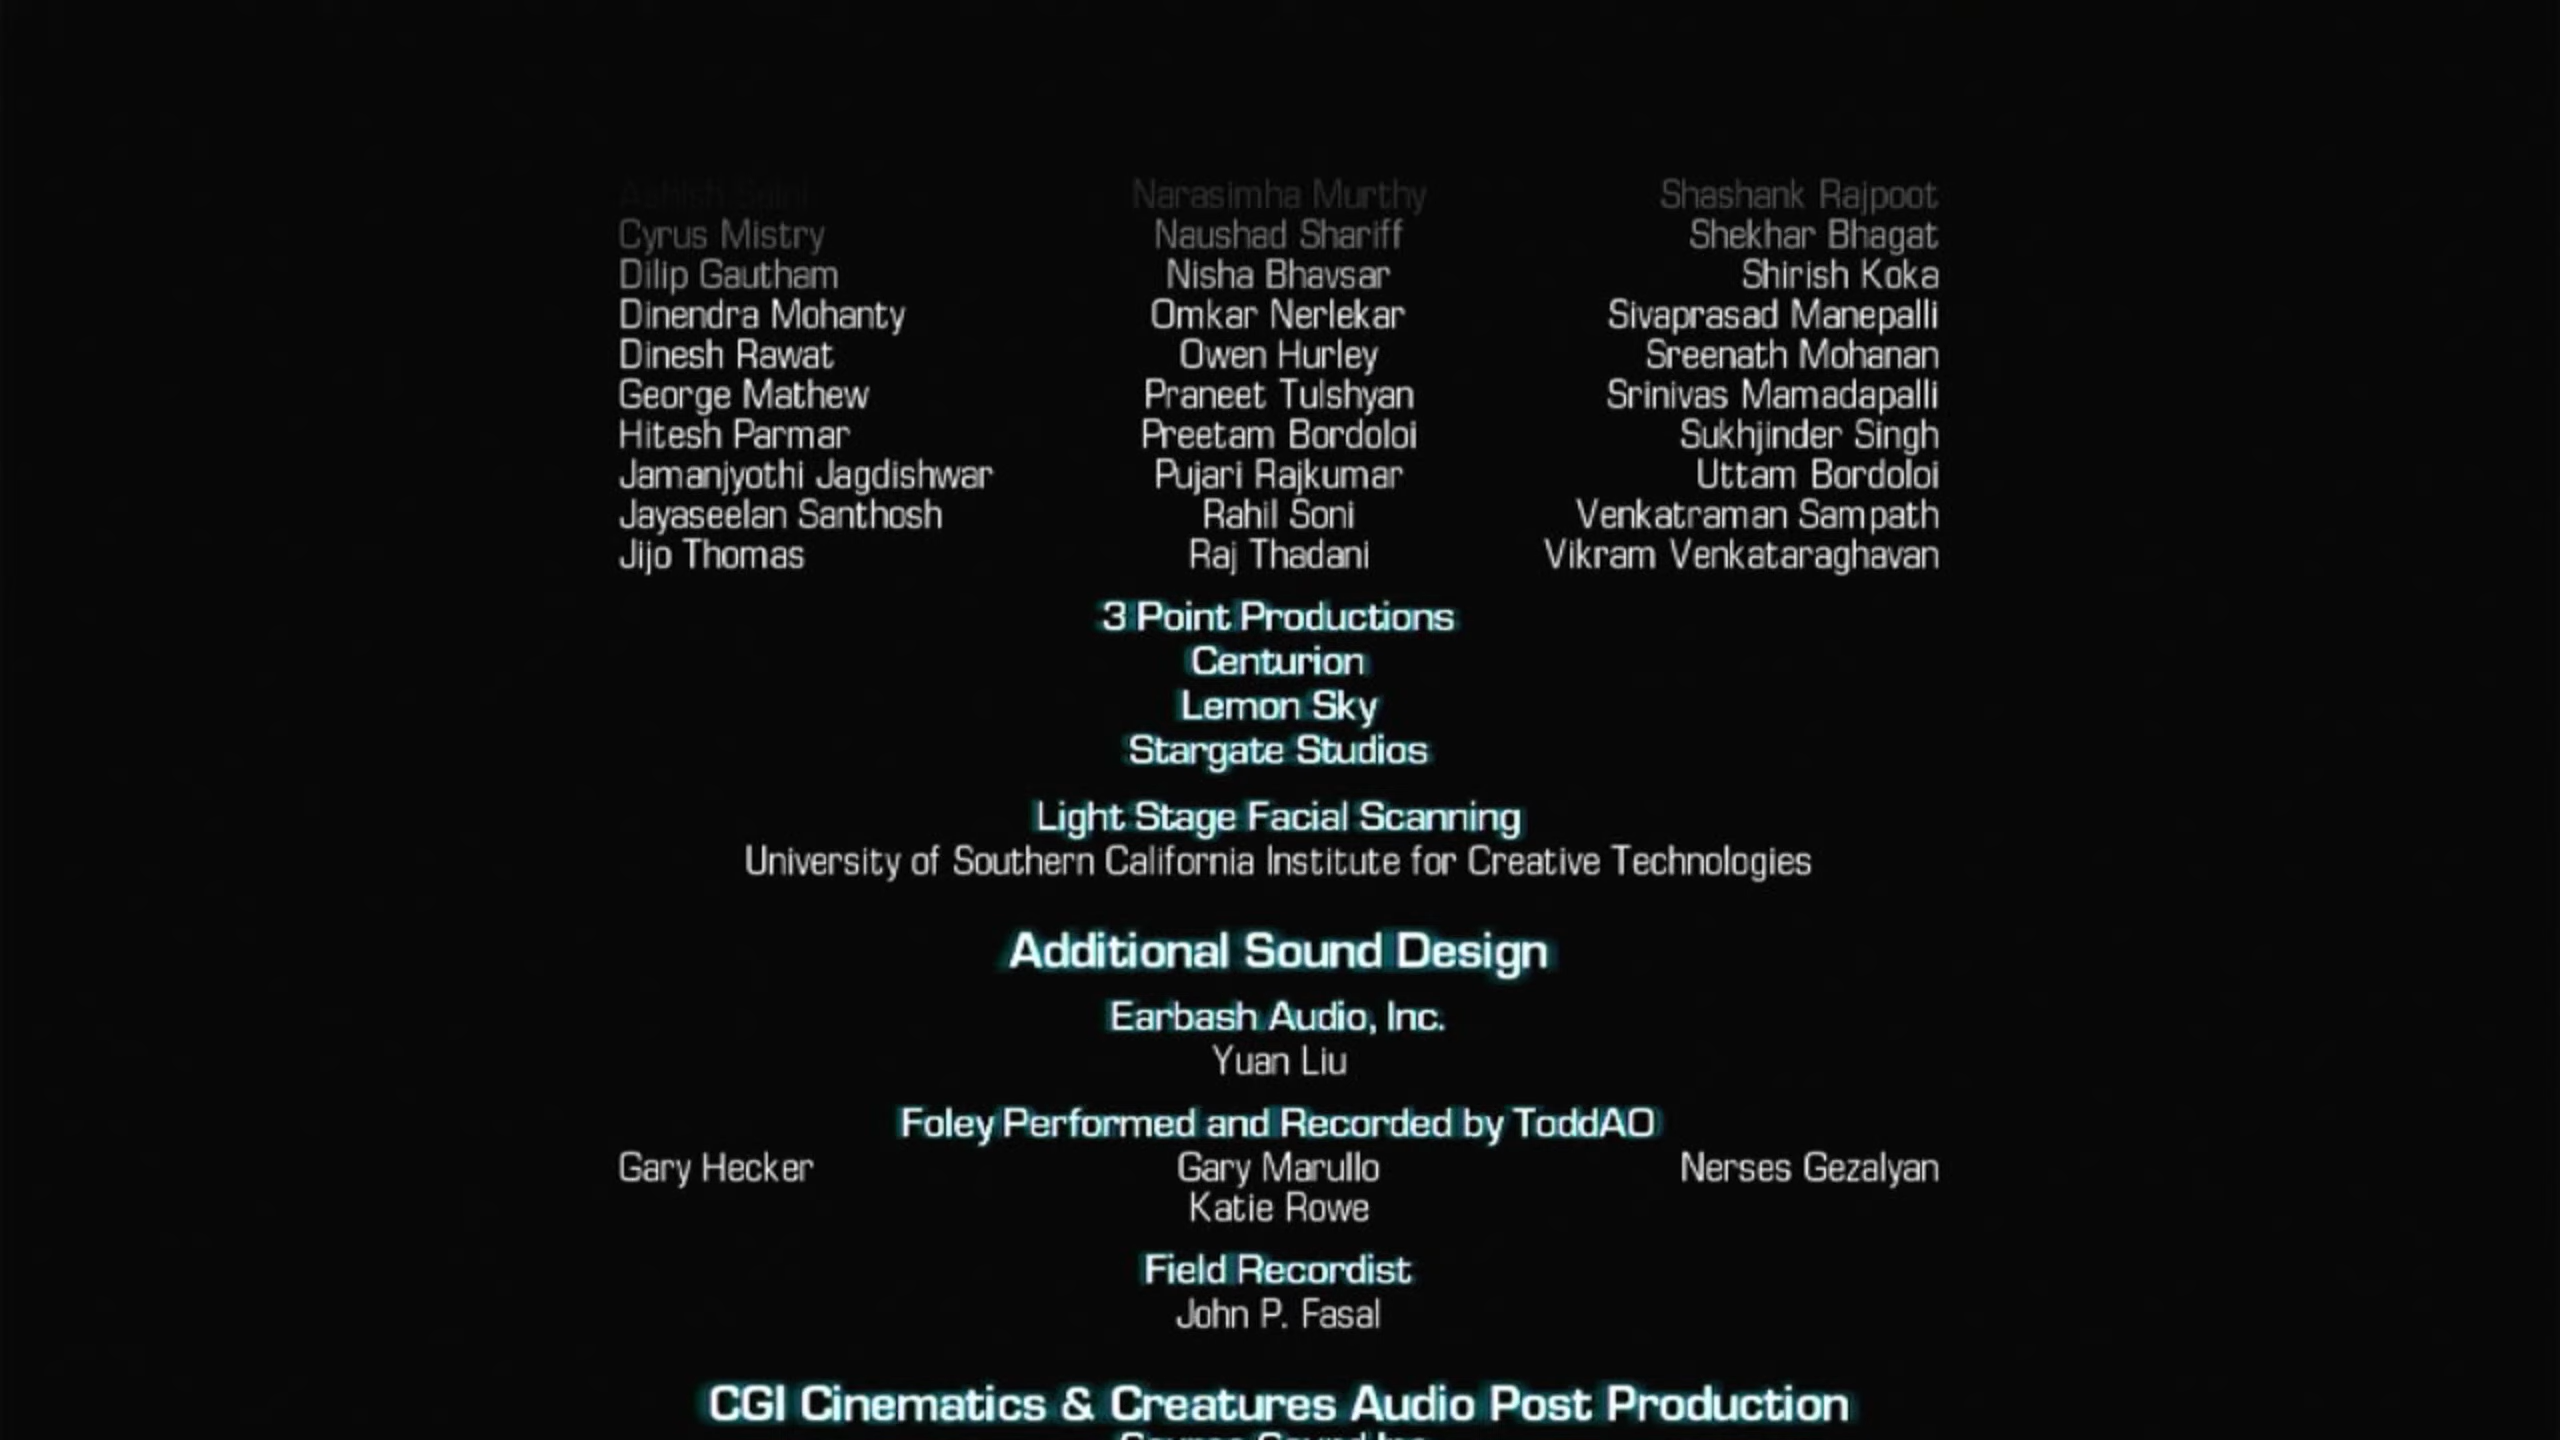 Narasimha Murthy Shashank Rajpoot
Cyrus Mistry Naushad Shariff Shekhar Bhagat
Dilip Gautham Nisha Bhavsar Shirish Koka
Dinendra Mohanty Omkar Nerlekar Sivaprasad Manepalli
Dinesh Rawat Owen Hurley Sreenath Mohanan
George Mathew Praneet Tulshyan Srinivas Mamadapalli
Hitesh Parmar Preetam Bordoloi Sukhjinder Singh
Jamanjyothi Jagdishwar Pujari Rajkumar Uttam Bordoloi
Jayaseelan Santhosh Rahil Soni Venkatraman Sampath
Jijo Thomas Raj Thadani Vikram Venkataraghavan
3 Point Productions
Centurion
Lemon Sky
Stargate Studios
Light Stage Facial Scanning
University of Southern California Institute for Creative Technologies
Additional Sound Design
Earbash Audio, Inc.
Yuan Liu
Foley Performed and Recorded by ToddAO
Gary Hecker Gary Marullo Nerses Gezalyan
Katie Rowe
Field Recordist
John P. Fasal
CGI Cinematics & Creatures Audio Post Production